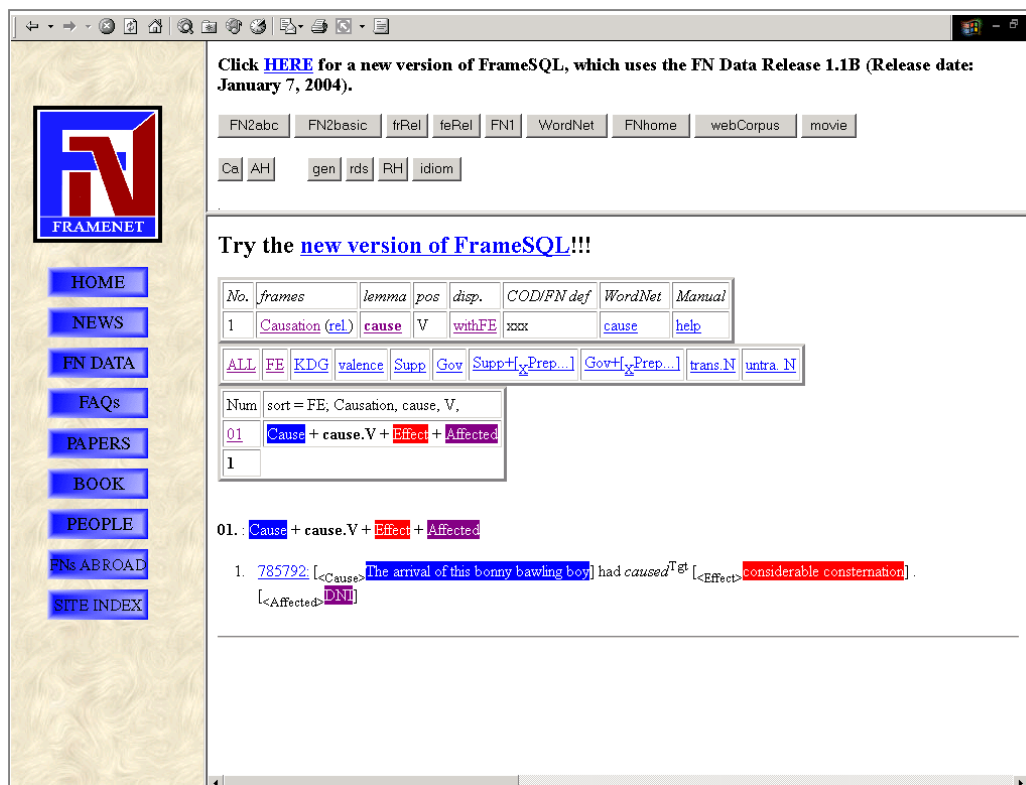 Click HERE for a new version of FrameSQL, which uses the FN Data Release 1.1B (Release date:
January 7, 2004).
FN2abc FN2basic frRel feRel FN1 WordNet FNhome webCorpus movie
Ca AH gen rds RH idiom
.
FN
FRAMENET
HOME
NEWS
FN DATA
FAQs
PAPERS
BOOK
PEOPLE
FNs ABROAD
SITE INDEX
Try the new version of FrameSQL!!!
No. frames lemma pos disp. COD/FN def WordNet Manual
1 Causation (rel.) cause V withFE xxx cause help
ALL FE KDG valence Supp Gov Supp+[xPrep...] Gov+[xPrep...] trans.N untra. N
Num sort = FE; Causation, cause, V,
01 Cause + cause.V + Effect + Affected
1
01. : Cause + cause.V + Effect + Affected
1. 785792: [<Cause>The arrival of this bonny bawling boy] had causedTgt [<Effect>considerable consternation] .
[<Affected>DNI]